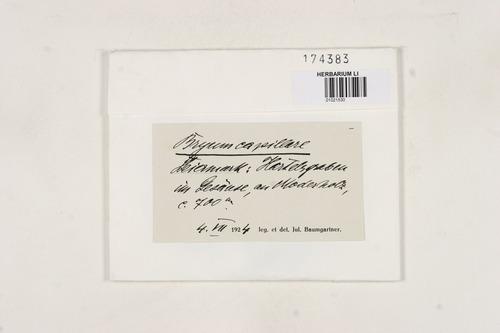 174383
HERBARIUM LI
01021530
Bryum capillare
Steiermark: Hartelsgraben
im Gesäuse, an Moderholz,
c. 700 m
4. VII 1924 leg. et det. Jul. Baumgartner.